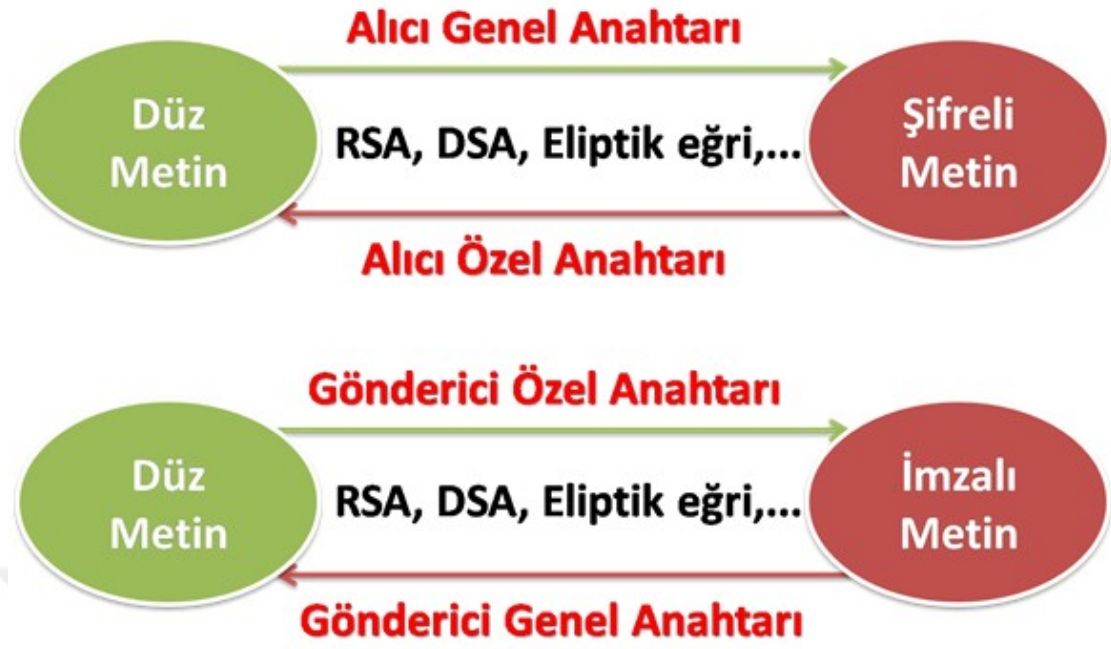 Alıcı Genel Anahtarı
Düz
Metin
RSA, DSA, Eliptik eğri,...
Şifreli
Metin
Alıcı Özel Anahtarı
Gönderici Özel Anahtarı
Düz
Metin
RSA, DSA, Eliptik eğri,...
İmzalı
Metin
Gönderici Genel Anahtarı